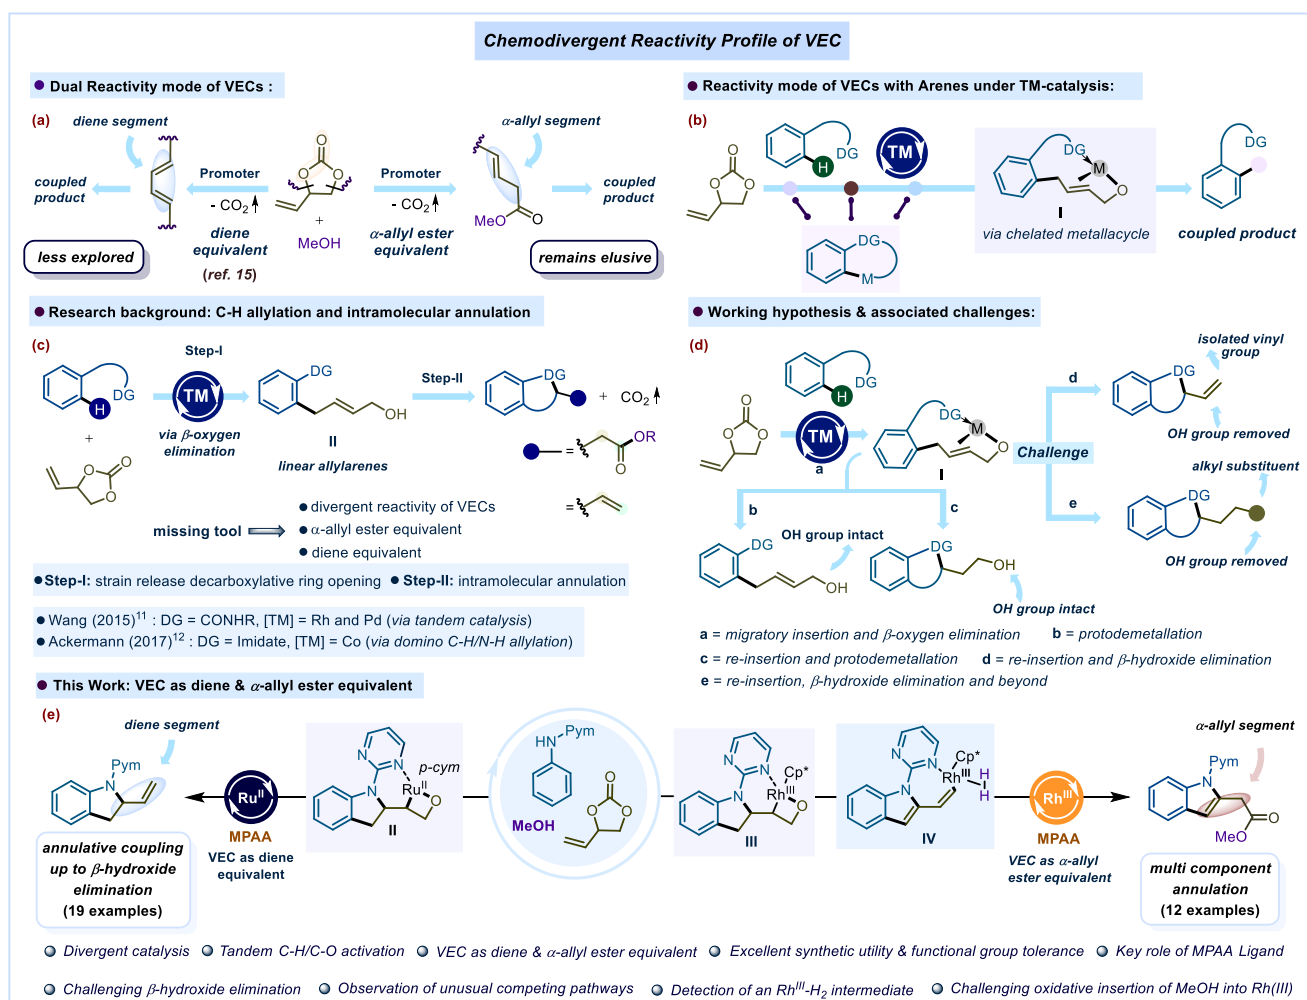 Chemodivergent Reactivity Profile of VEC
Dual Reactivity mode of VECs :
(a)
diene segment
α-allyl segment
coupled
product
Promoter
- CO2
diene
equivalent
(ref. 15)
O
O
O
+
MeOH
Promoter
- CO2
α-allyl ester
equivalent
MeO
O
coupled
product
less explored
remains elusive
Reactivity mode of VECs with Arenes under TM-catalysis:
(b)
O
O
O
DG
H
TM
DG
M
DG
M
O
I
via chelated metallacycle
DG
coupled product
Research background: C-H allylation and intramolecular annulation
(c)
DG
H
+
O
O
O
Step-I
TM
via β-oxygen
elimination
DG
OH
II
linear allylarenes
Step-II
DG
+ CO2
=
OR
O
=
missing tool
divergent reactivity of VECs
α-allyl ester equivalent
diene equivalent
Step-I: strain release decarboxylative ring opening
Step-II: intramolecular annulation
Wang (2015)11 : DG = CONHR, [TM] = Rh and Pd (via tandem catalysis)
Ackermann (2017)12 : DG = Imidate, [TM] = Co (via domino C-H/N-H allylation)
Working hypothesis & associated challenges:
(d)
O
O
O
DG
H
TM
a
DG
M
O
I
Challenge
d
DG
isolated vinyl
group
OH group removed
e
DG
alkyl substituent
OH group removed
b
DG
OH
OH group intact
c
DG
OH
OH group intact
a = migratory insertion and β-oxygen elimination
b = protodemetallation
c = re-insertion and protodemetallation
d = re-insertion and β-hydroxide elimination
e = re-insertion, β-hydroxide elimination and beyond
This Work: VEC as diene & α-allyl ester equivalent
(e)
diene segment
Pym
N
annulative coupling
up to β-hydroxide
elimination
(19 examples)
RuII
MPAA
VEC as diene
equivalent
N
N
N
p-cym
RuII
O
II
Pym
HN
MeOH
O
O
O
N
N
N
Cp*
RhIII
O
III
N
N
N
Cp*
RhIII
H
H
IV
RhIII
MPAA
VEC as α-allyl
ester equivalent
α-allyl segment
Pym
N
O
MeO
multi component
annulation
(12 examples)
Divergent catalysis
Tandem C-H/C-O activation
VEC as diene & α-allyl ester equivalent
Excellent synthetic utility & functional group tolerance
Key role of MPAA Ligand
Challenging β-hydroxide elimination
Observation of unusual competing pathways
Detection of an RhIII-H2 intermediate
Challenging oxidative insertion of MeOH into Rh(III)